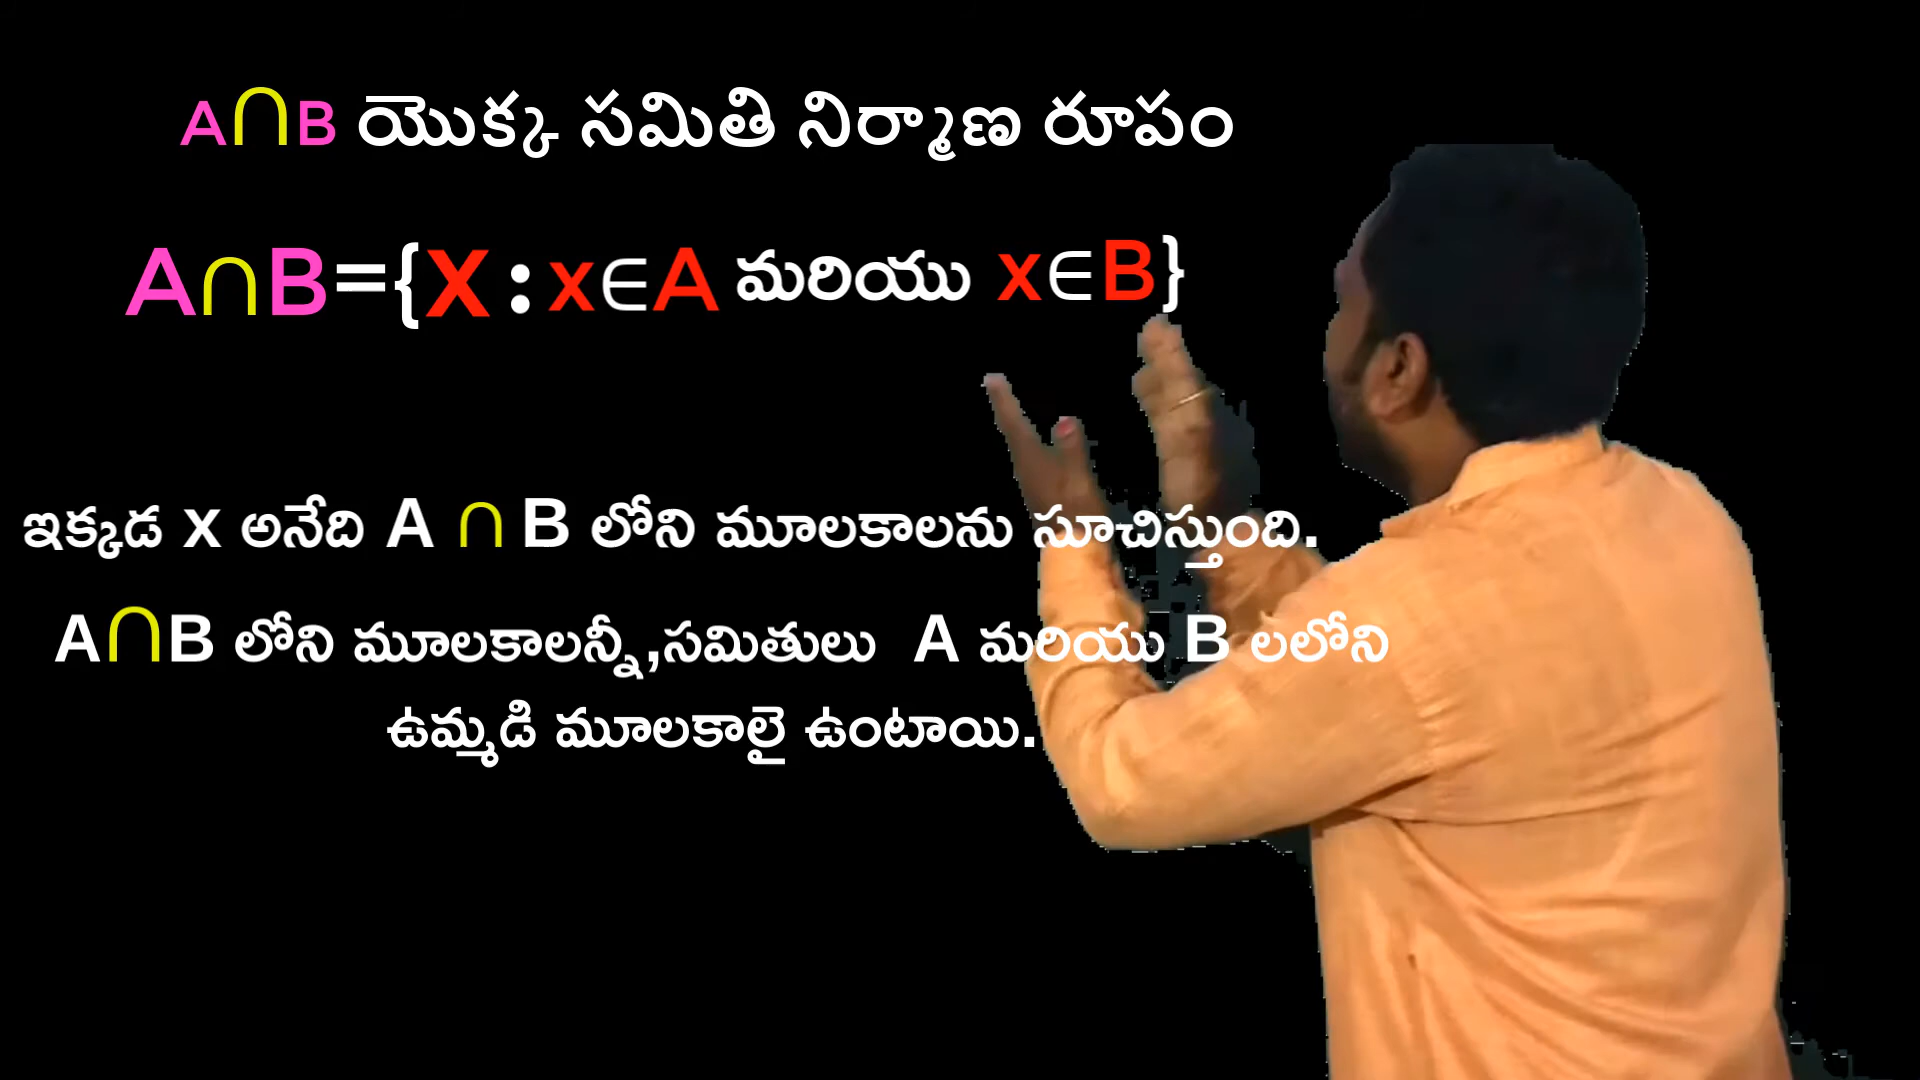 A∩B యొక్క సమితి నిర్మాణ రూపం
A∩B={X : x∈A మరియు x∈B}
ఇక్కడ x అనేది A ∩ B లోని మూలకాలను సూచిస్తుంది.
A∩B లోని మూలకాలన్నీ,సమితులు A మరియు B లలోని
ఉమ్మడి మూలకాలై ఉంటాయి.